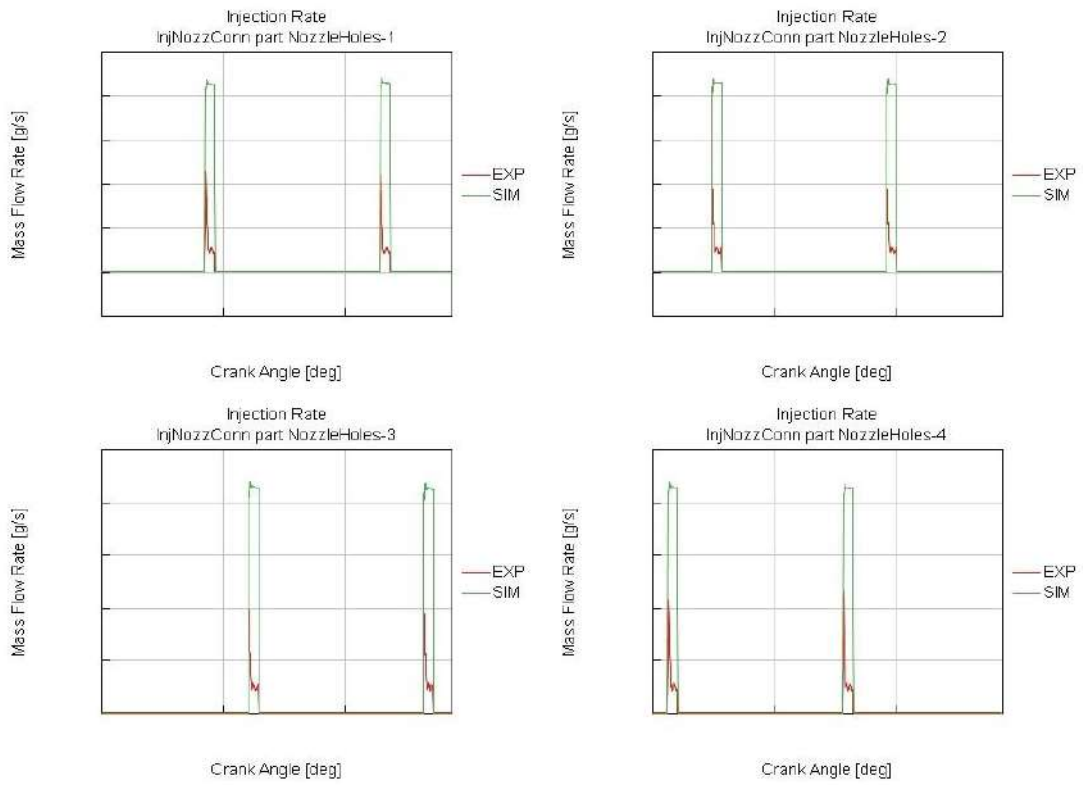 Injection Rate
InjNozzConn part NozzleHoles-1
Mass Flow Rate [g/s]
EXP
SIM
Crank Angle [deg]
Injection Rate
InjNozzConn part NozzleHoles-2
Mass Flow Rate [g/s]
EXP
SIM
Crank Angle [deg]
Injection Rate
InjNozzConn part NozzleHoles-3
Mass Flow Rate [g/s]
EXP
SIM
Crank Angle [deg]
Injection Rate
InjNozzConn part NozzleHoles-4
Mass Flow Rate [g/s]
EXP
SIM
Crank Angle [deg]